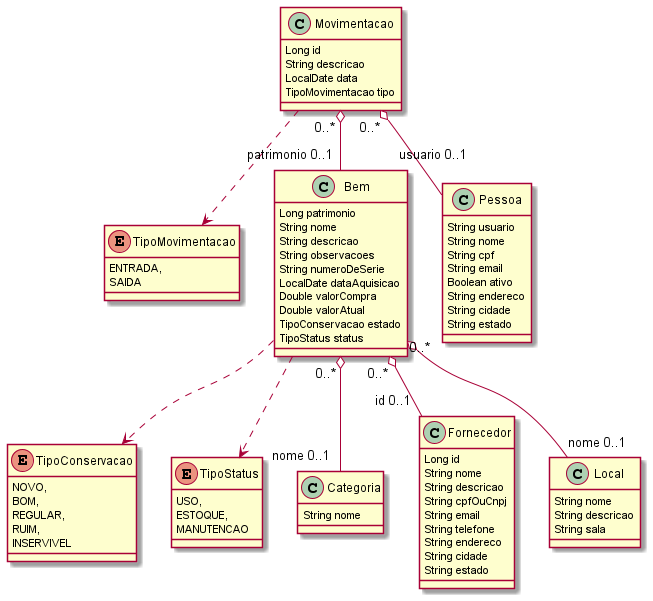 C Movimentacao
Long id
String descricao
LocalDate data
TipoMovimentacao tipo
0..*
0..*
patrimonio 0..1
usuario 0..1
E TipoMovimentacao
ENTRADA,
SAIDA
C Bem
Long patrimonio
String nome
String descricao
String observacoes
String numeroDeSerie
LocalDate dataAquisicao
Double valorCompra
Double valorAtual
TipoConservacao estado
TipoStatus status
C Pessoa
String usuario
String nome
String cpf
String email
Boolean ativo
String endereco
String cidade
String estado
0..*
0..*
0..*
nome 0..1
id 0..1
nome 0..1
E TipoConservacao
NOVO,
BOM,
REGULAR,
RUIM,
INSERVIVEL
E TipoStatus
USO,
ESTOQUE,
MANUTENCAO
C Categoria
String nome
C Fornecedor
Long id
String nome
String descricao
String cpfOuCnpj
String email
String telefone
String endereco
String cidade
String estado
C Local
String nome
String descricao
String sala